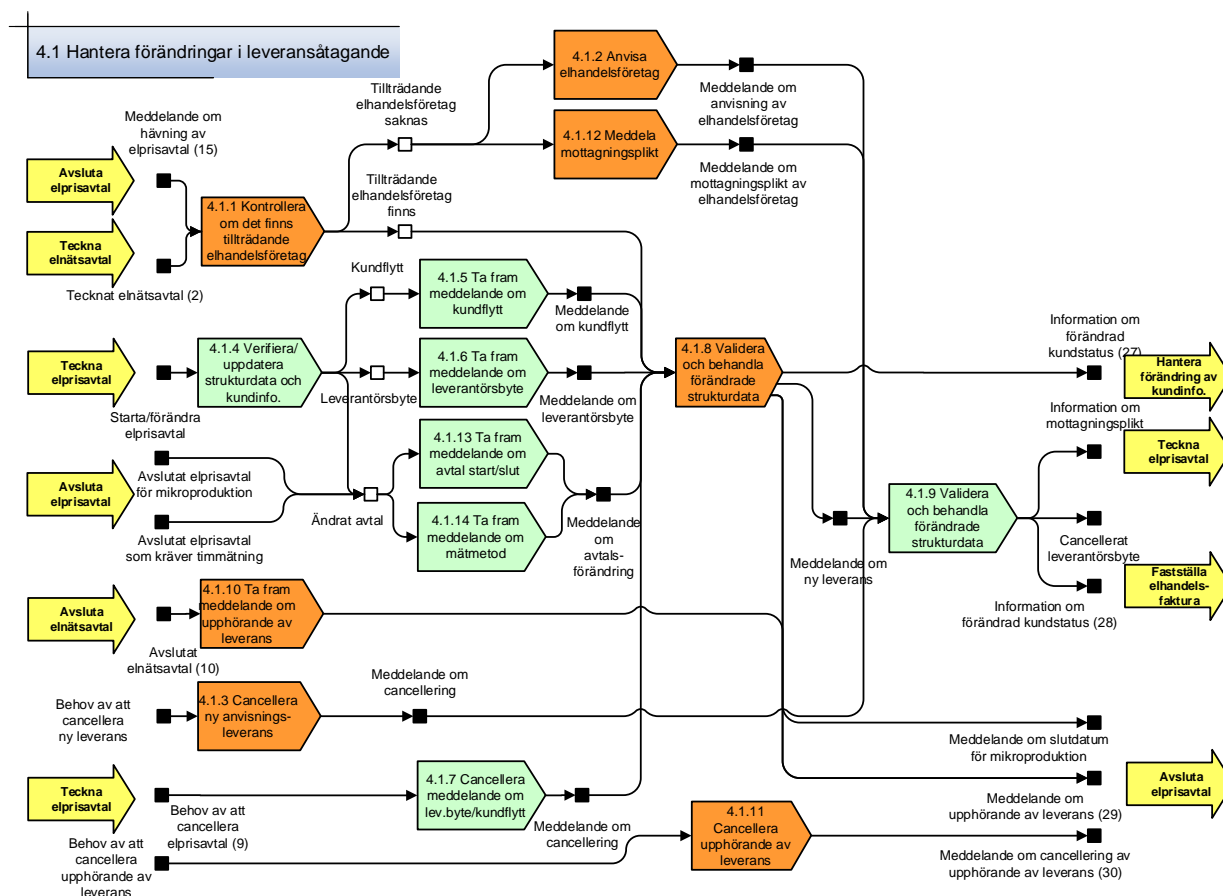 4.1 Hantera förändringar i leveransåtagande
4.1.2 Anvisa
elhandelsföretag
Meddelande om
anvisning av
elhandelsföretag
Tillträdande
elhandelsföretag
saknas
4.1.12 Meddela
mottagningsplikt
Meddelande om
mottagningsplikt av
elhandelsföretag
Meddelande om
hävning av
elprisavtal (15)
Avsluta
elprisavtal
Tillträdande
elhandelsföretag
finns
4.1.1 Kontrollera
om det finns
tillträdande
elhandelsföretag
Teckna
elnätsavtal
Tecknat elnätsavtal (2)
Kundflytt
4.1.5 Ta fram
meddelande om
kundflytt
Meddelande
om kundflytt
Teckna
elprisavtal
Starta/förändra
elprisavtal
4.1.4 Verifiera/
uppdatera
strukturdata och
kundinfo.
Leverantörsbyte
4.1.6 Ta fram
meddelande om
leverantörsbyte
Meddelande om
leverantörsbyte
4.1.8 Validera
och behandla
förändrade
strukturdata
Information om
förändrad
kundstatus (27)
Hantera
förändring av
kundinfo.
Information om
mottagningsplikt
Teckna
elprisavtal
Avsluta
elprisavtal
Avslutat elprisavtal
för mikroproduktion
Avslutat elprisavtal
som kräver timmätning
Ändrat avtal
4.1.13 Ta fram
meddelande om
avtal start/slut
4.1.14 Ta fram
meddelande om
mätmetod
Meddelande
om
avtals-
förändring
Meddelande om
ny leverans
4.1.9 Validera
och behandla
förändrade
strukturdata
Cancellerat
leverantörsbyte
Fastställa
elhandels-
faktura
Information om
förändrad kundstatus (28)
Avsluta
elnätsavtal
Avslutat
elnätsavtal (10)
4.1.10 Ta fram
meddelande om
upphörande av
leverans
Behov av att
cancellera
ny leverans
4.1.3 Cancellera
ny anvisnings-
leverans
Meddelande om
cancellering
Meddelande om slutdatum
för mikroproduktion
Teckna
elprisavtal
Behov av att
cancellera
elprisavtal (9)
4.1.7 Cancellera
meddelande om
lev.byte/kundflytt
Meddelande om
cancellering
Meddelande om
upphörande av leverans (29)
Avsluta
elprisavtal
Behov av att
cancellera
upphörande av
leverans
4.1.11
Cancellera
upphörande av
leverans
Meddelande om cancellering av
upphörande av leverans (30)